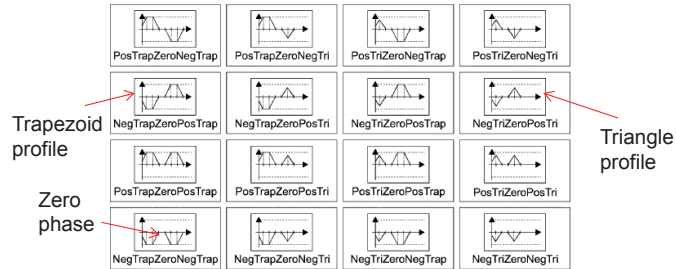 PosTrapZeroNegTrap PosTrapZeroNegTri PosTriZeroNegTrap PosTriZeroNegTri
NegTrapZeroPosTrap NegTrapZeroPosTri NegTriZeroPosTrap NegTriZeroPosTri
Trapezoid
profile
Triangle
profile
PosTrapZeroPosTrap PosTrapZeroPosTri PosTriZeroPosTrap PosTriZeroPosTri
Zero
phase
NegTrapZeroNegTrap NegTrapZeroNegTri NegTriZeroNegTrap NegTriZeroNegTri